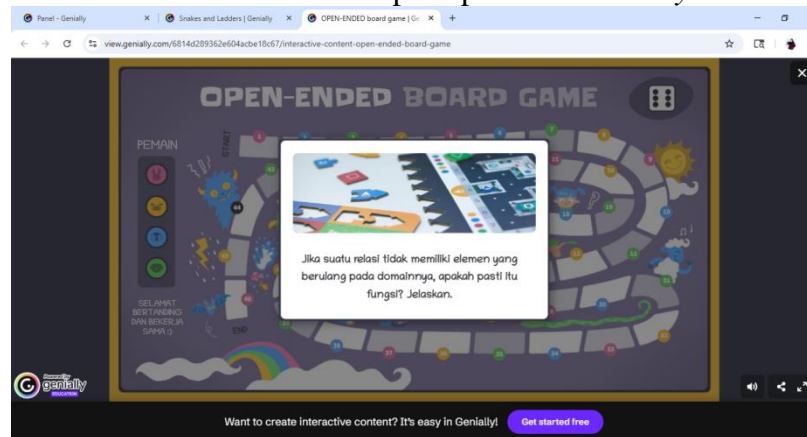 Panel - Genially
Snakes and Ladders | Genially
OPEN-ENDED board game | Ge
view.genially.com/6814d289362e604acbe18c67/interactive-content-open-ended-board-game
OPEN-ENDED BOARD GAME
PEMAIN
START
Jika suatu relasi tidak memiliki elemen yang
berulang pada domainnya, apakah pasti itu
fungsi? Jelaskan.
SELAMAT
BERTANDING
DAN BEKERJA
SAMA :)
END
Powered by
genially
EDUCATION
Want to create interactive content? It's easy in Genially!
Get started free